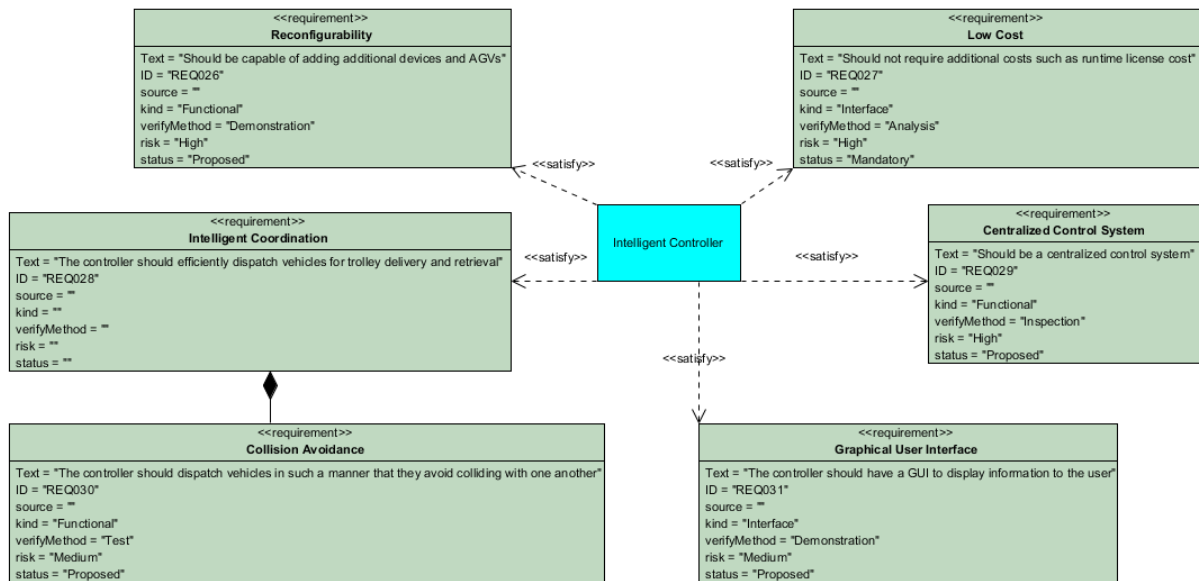 <<requirement>>
Reconfigurability
Text = "Should be capable of adding additional devices and AGVs"
ID = "REQ026"
source = ""
kind = "Functional"
verifyMethod = "Demonstration"
risk = "High"
status = "Proposed"
<<requirement>>
Low Cost
Text = "Should not require additional costs such as runtime license cost"
ID = "REQ027"
source = ""
kind = "Interface"
verifyMethod = "Analysis"
risk = "High"
status = "Mandatory"
<<satisfy>>
<<satisfy>>
<<requirement>>
Intelligent Coordination
Text = "The controller should efficiently dispatch vehicles for trolley delivery and retrieval"
ID = "REQ028"
source = ""
kind = ""
verifyMethod = ""
risk = ""
status = ""
<<satisfy>>
Intelligent Controller
<<satisfy>>
<<requirement>>
Centralized Control System
Text = "Should be a centralized control system"
ID = "REQ029"
source = ""
kind = "Functional"
verifyMethod = "Inspection"
risk = "High"
status = "Proposed"
<<satisfy>>
<<requirement>>
Collision Avoidance
Text = "The controller should dispatch vehicles in such a manner that they avoid colliding with one another"
ID = "REQ030"
source = ""
kind = "Functional"
verifyMethod = "Test"
risk = "Medium"
status = "Proposed"
<<requirement>>
Graphical User Interface
Text = "The controller should have a GUI to display information to the user"
ID = "REQ031"
source = ""
kind = "Interface"
verifyMethod = "Demonstration"
risk = "Medium"
status = "Proposed"